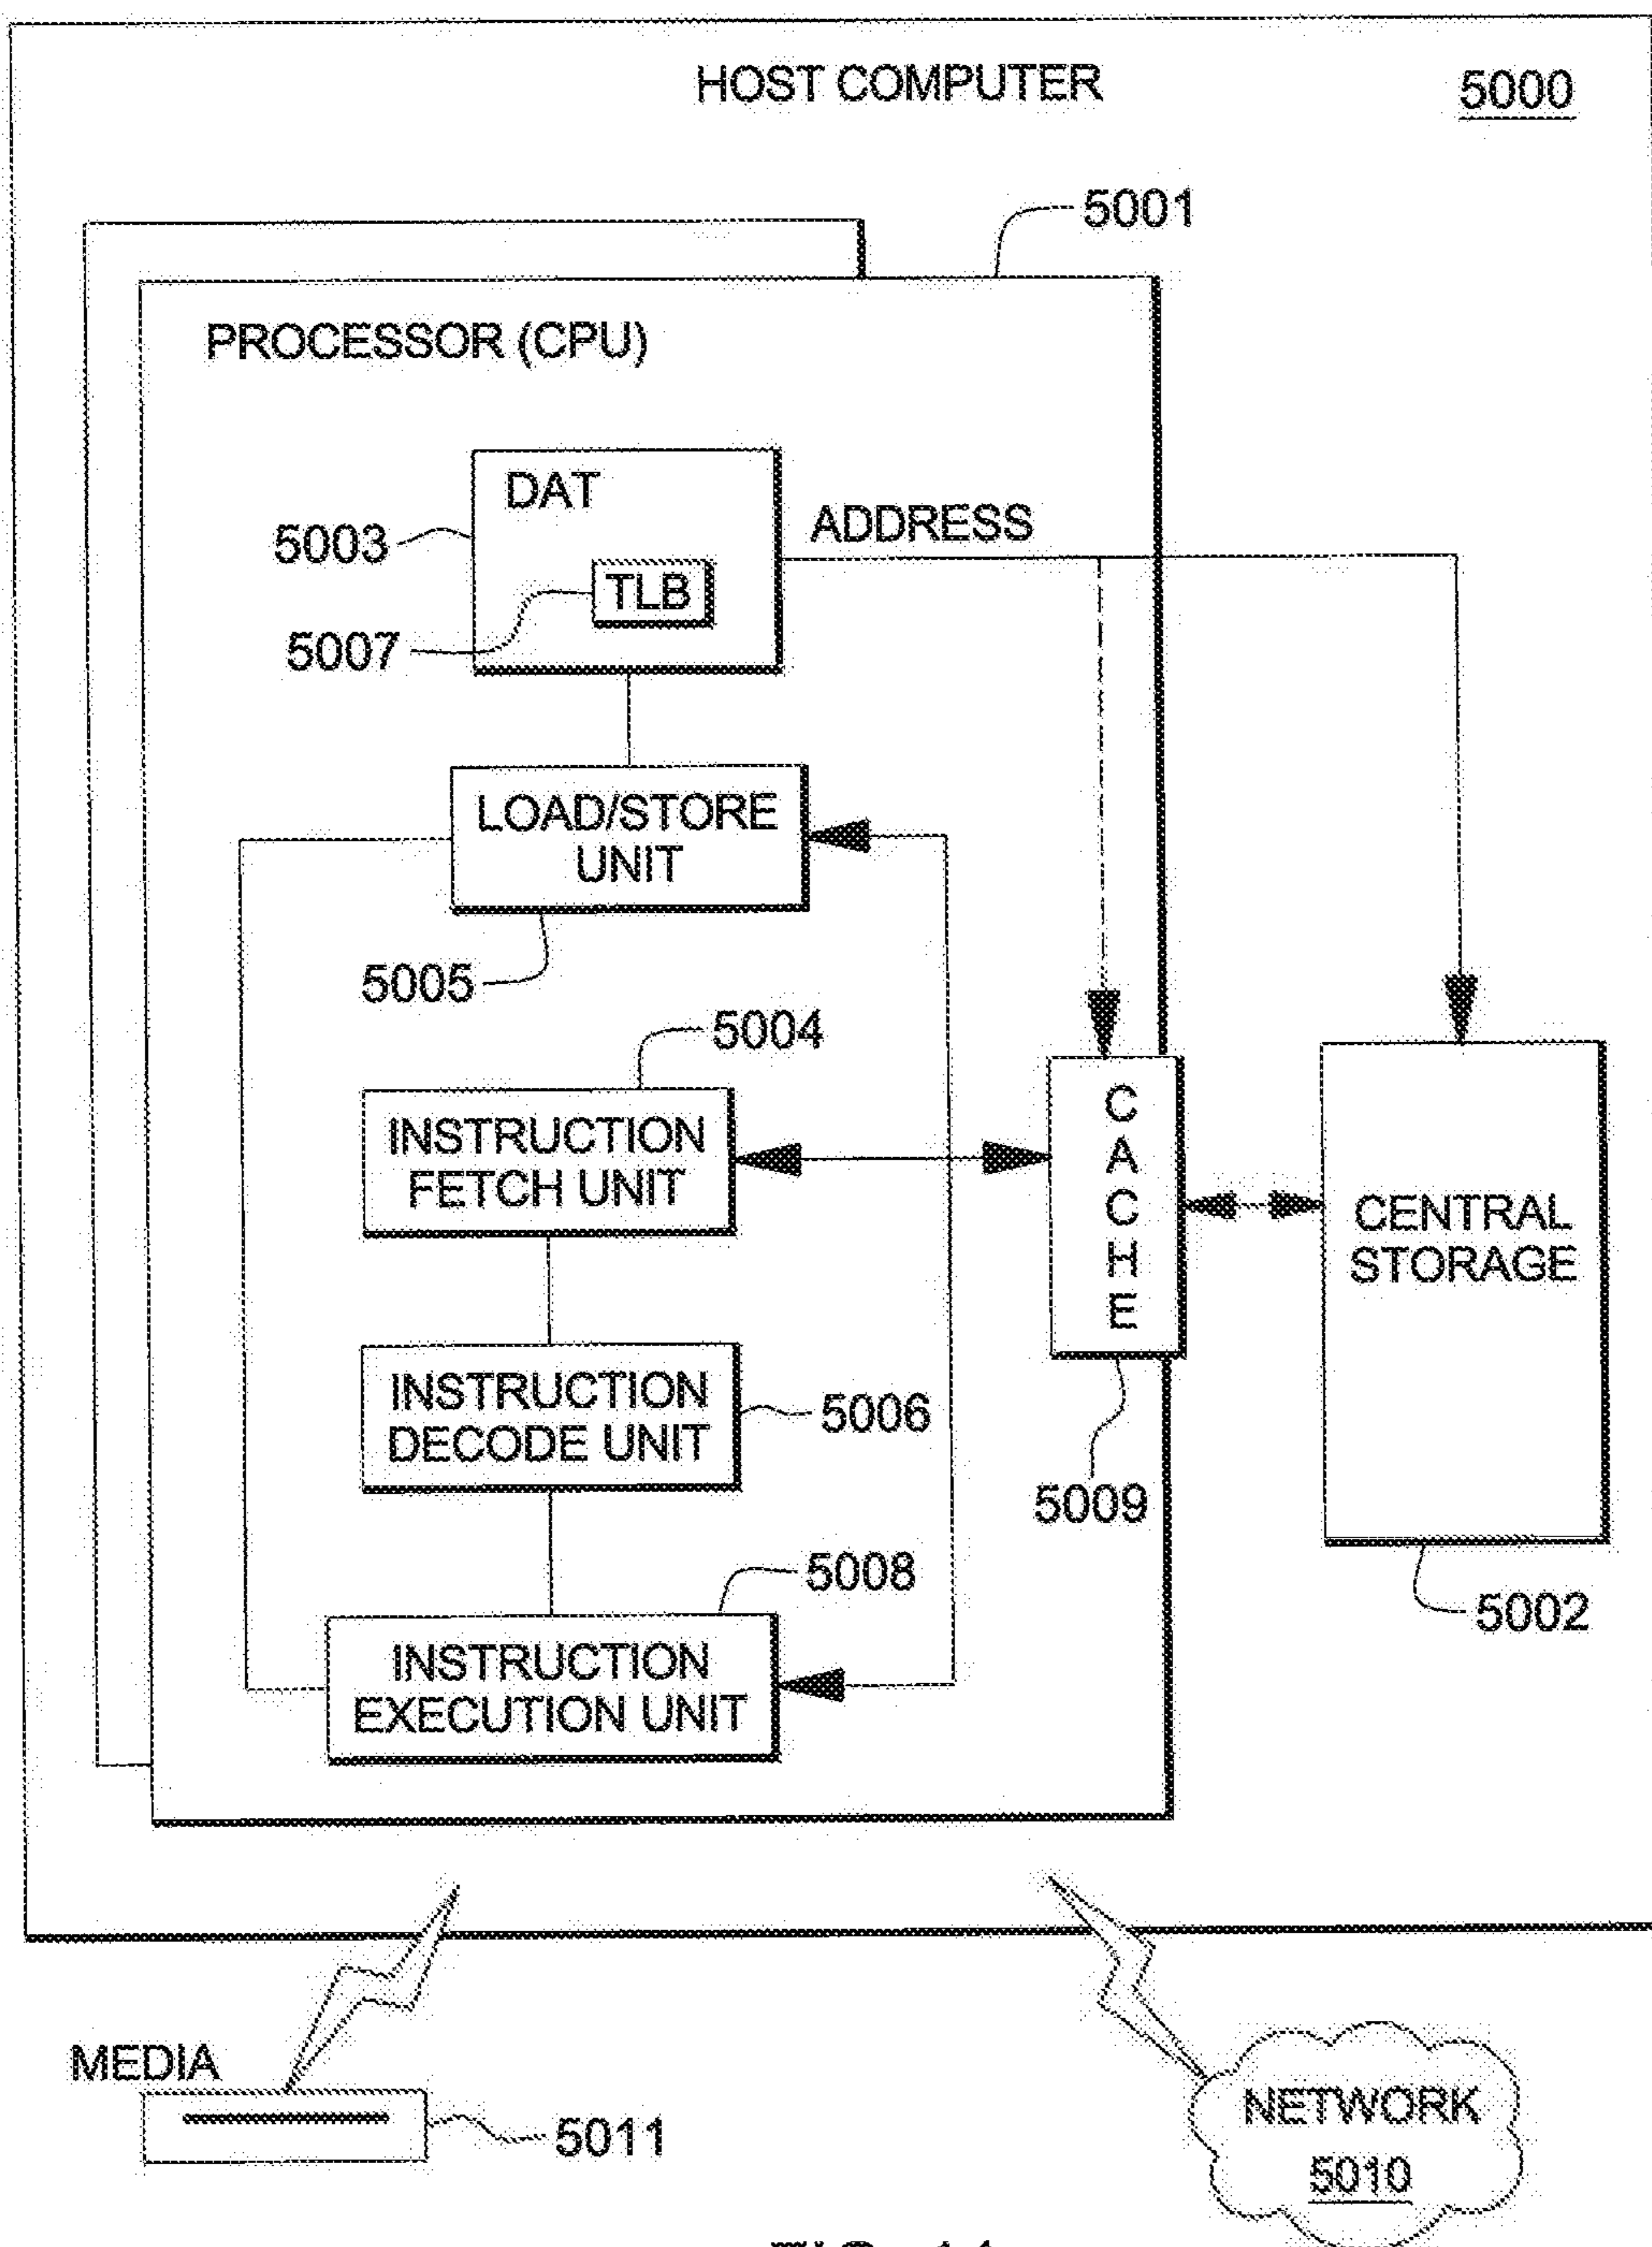 HOST COMPUTER
5000
5001
PROCESSOR (CPU)
DAT
ADDRESS
5003
TLB
5007
LOAD/STORE
UNIT
5005
5004
INSTRUCTION
FETCH UNIT
C
A
C
H
E
CENTRAL
STORAGE
INSTRUCTION
DECODE UNIT
5006
5009
5008
5002
INSTRUCTION
EXECUTION UNIT
MEDIA
5011
NETWORK
5010